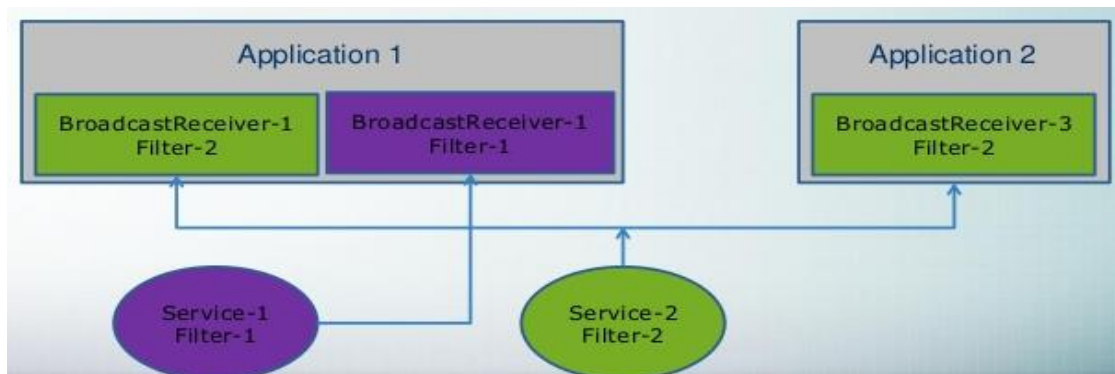 Application 1
BroadcastReceiver-1
Filter-2
BroadcastReceiver-1
Filter-1
Application 2
BroadcastReceiver-3
Filter-2
Service-1
Filter-1
Service-2
Filter-2